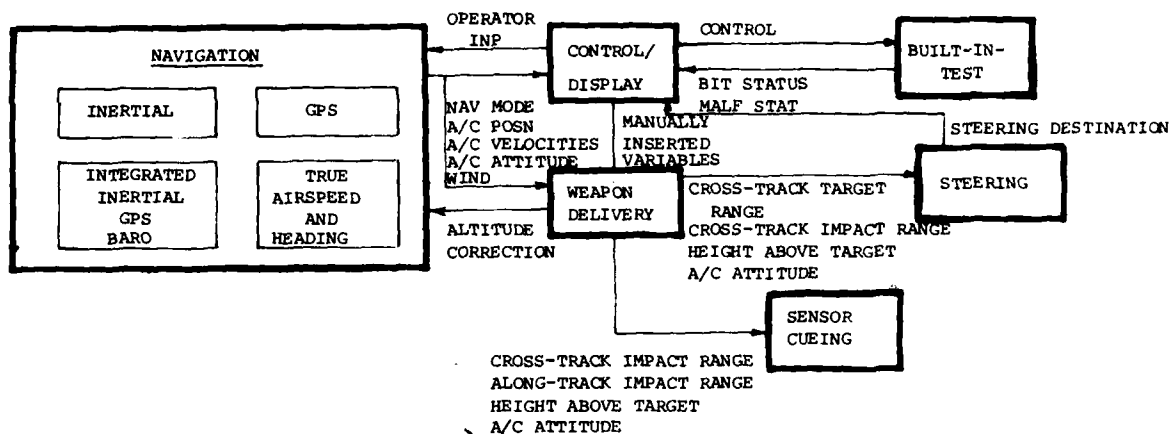 NAVIGATION
INERTIAL
GPS
INTEGRATED
INERTIAL
GPS
BARO
TRUE
AIRSPEED
AND
HEADING
OPERATOR
INP
CONTROL/
DISPLAY
CONTROL
BIT STATUS
MALF STAT
BUILT-IN-
TEST
NAV MODE
A/C POSN
A/C VELOCITIES
A/C ATTITUDE
WIND
MANUALLY
INSERTED
VARIABLES
STEERING DESTINATION
STEERING
WEAPON
DELIVERY
ALTITUDE
CORRECTION
CROSS-TRACK TARGET
RANGE
CROSS-TRACK IMPACT RANGE
HEIGHT ABOVE TARGET
A/C ATTITUDE
SENSOR
CUEING
CROSS-TRACK IMPACT RANGE
ALONG-TRACK IMPACT RANGE
HEIGHT ABOVE TARGET
A/C ATTITUDE